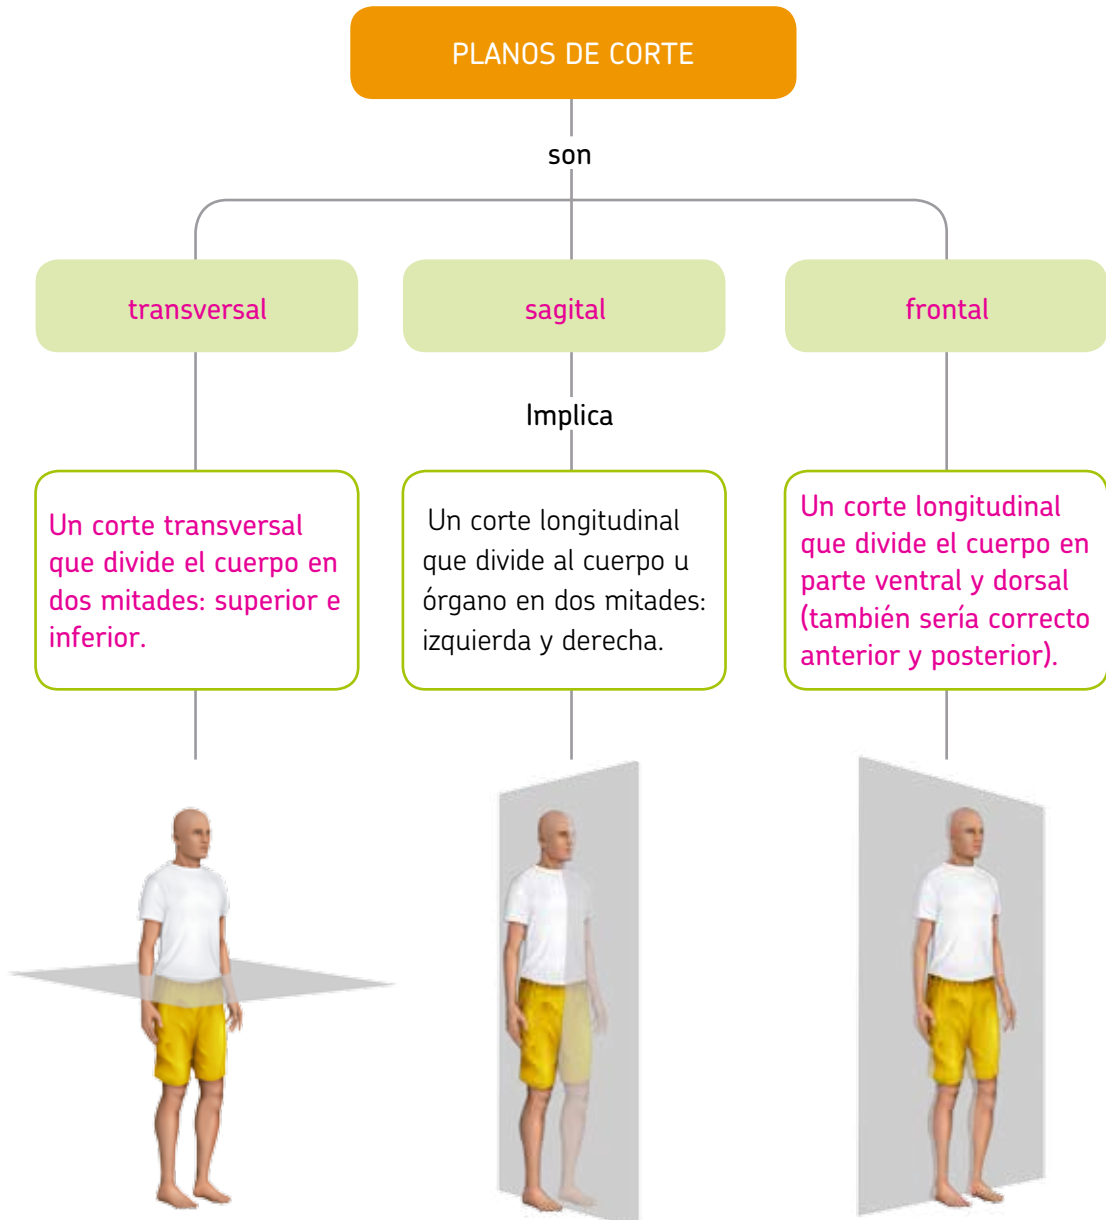 PLANOS DE CORTE
son
transversal
sagital
frontal
Implica
Un corte transversal
que divide el cuerpo en
dos mitades: superior e
inferior.
Un corte longitudinal
que divide al cuerpo u
órgano en dos mitades:
izquierda y derecha.
Un corte longitudinal
que divide el cuerpo en
parte ventral y dorsal
(también sería correcto
anterior y posterior).